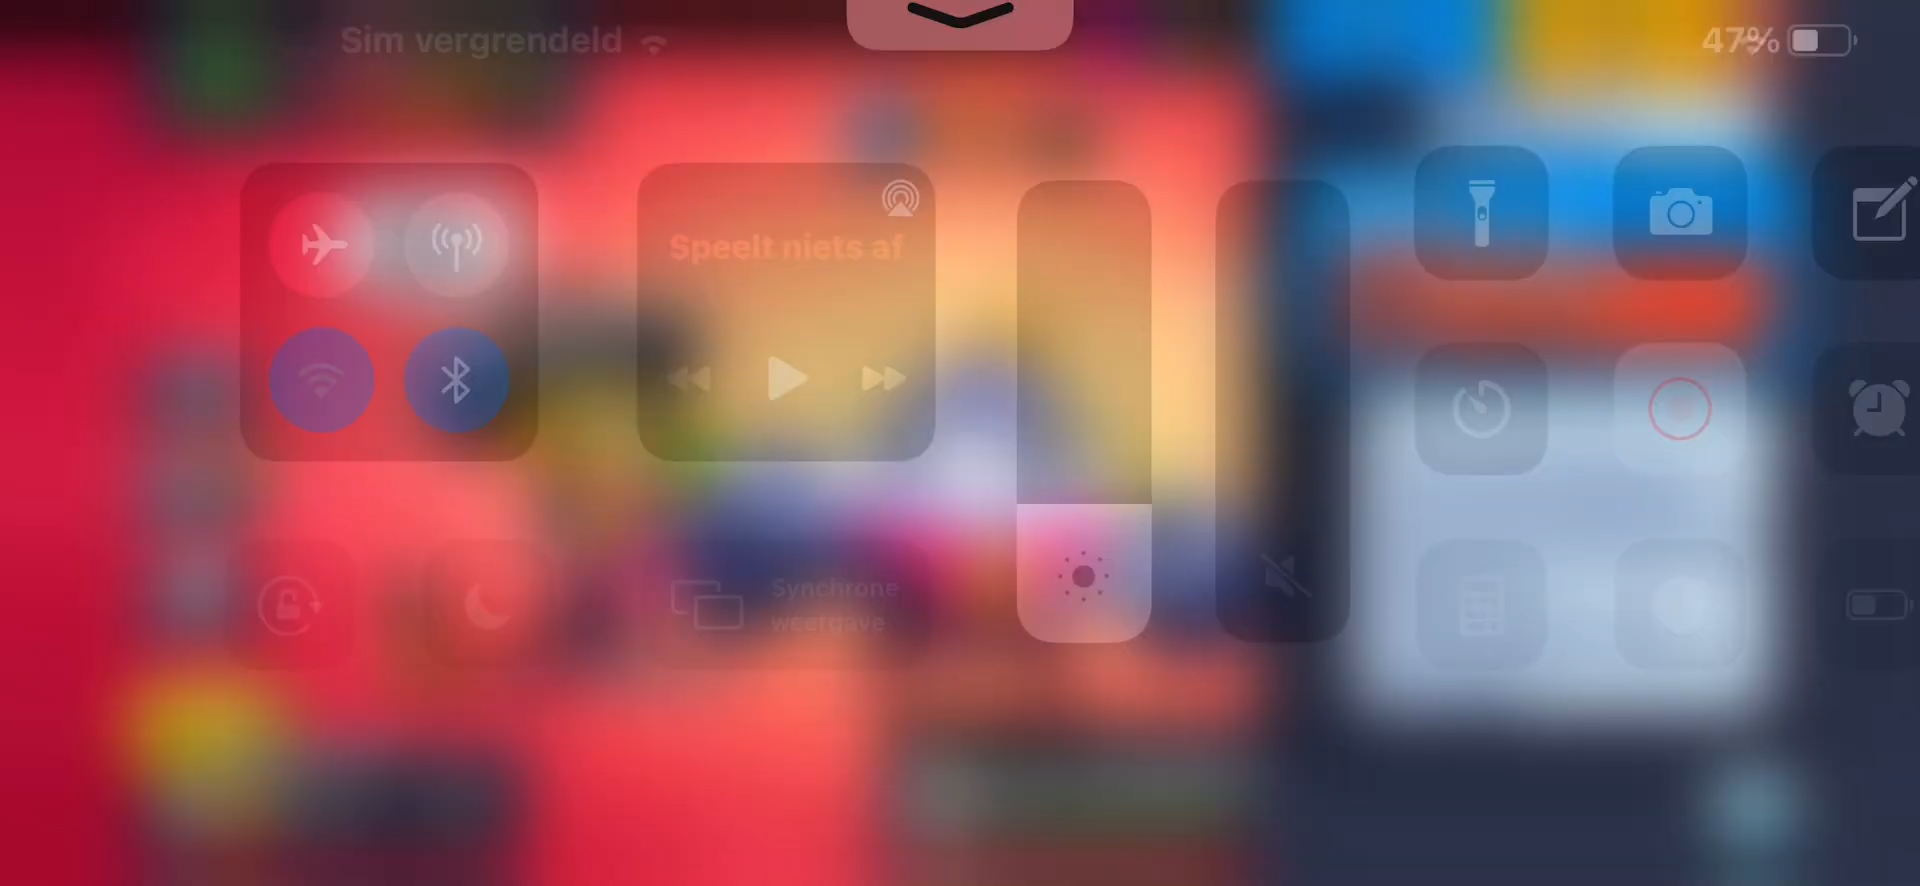 Sim vergrendeld
47%
Speelt niets af
Synchrone
weergave